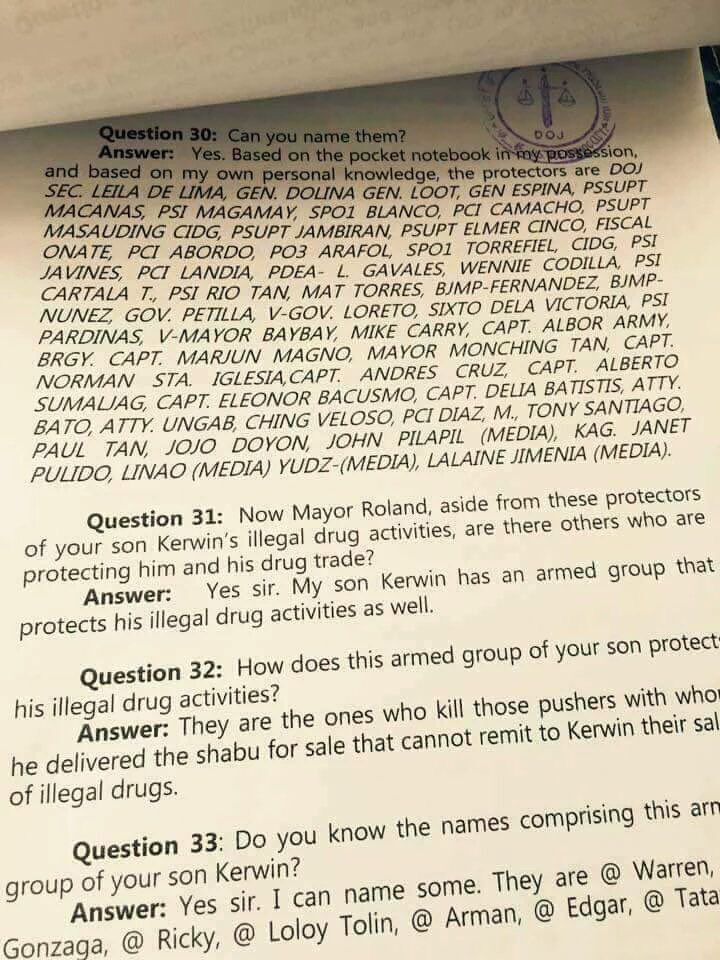 DOJ
Question 30: Can you name them?
Answer: Yes. Based on the pocket notebook in my possession,
and based on my own personal knowledge, the protectors are DOJ
SEC. LEILA DE LIMA, GEN. DOLINA GEN. LOOT, GEN ESPINA, PSSUPT
MACANAS, PSI MAGAMAY, SPO1 BLANCO, PCI CAMACHO, PSUPT
MASAUDING CIDG, PSUPT JAMBIRAN, PSUPT ELMER CINCO, FISCAL
ONATE, PCI ABORDO, PO3 ARAFOL, SPO1 TORREFIEL, CIDG, PSI
JAVINES, PCI LANDIA, PDEA- L. GAVALES, WENNIE CODILLA, PSI
CARTALA T., PSI RIO TAN, MAT TORRES, BJMP-FERNANDEZ, BJMP-
NUNEZ, GOV. PETILLA, V-GOV. LORETO, SIXTO DELA VICTORIA, PSI
PARDINAS, V-MAYOR BAYBAY, MIKE CARRY, CAPT. ALBOR ARMY,
BRGY. CAPT. MARJUN MAGNO, MAYOR MONCHING TAN, CAPT.
NORMAN STA. IGLESIA,CAPT. ANDRES CRUZ, CAPT. ALBERTO
SUMALJAG, CAPT. ELEONOR BACUSMO, CAPT. DELIA BATISTIS, ATTY.
BATO, ATTY. UNGAB, CHING VELOSO, PCI DIAZ, M., TONY SANTIAGO,
PAUL TAN, JOJO DOYON, JOHN PILAPIL (MEDIA), KAG. JANET
PULIDO, LINAO (MEDIA) YUDZ-(MEDIA), LALAINE JIMENIA (MEDIA).
Question 31: Now Mayor Roland, aside from these protectors
of your son Kerwin's illegal drug activities, are there others who are
protecting him and his drug trade?
Answer: Yes sir. My son Kerwin has an armed group that
protects his illegal drug activities as well.
Question 32: How does this armed group of your son protect
his illegal drug activities?
Answer: They are the ones who kill those pushers with who
he delivered the shabu for sale that cannot remit to Kerwin their sal
of illegal drugs.
Question 33: Do you know the names comprising this arm
group of your son Kerwin?
Answer: Yes sir. I can name some. They are @ Warren,
Gonzaga, @ Ricky, @ Loloy Tolin, @ Arman, @ Edgar, @ Tata